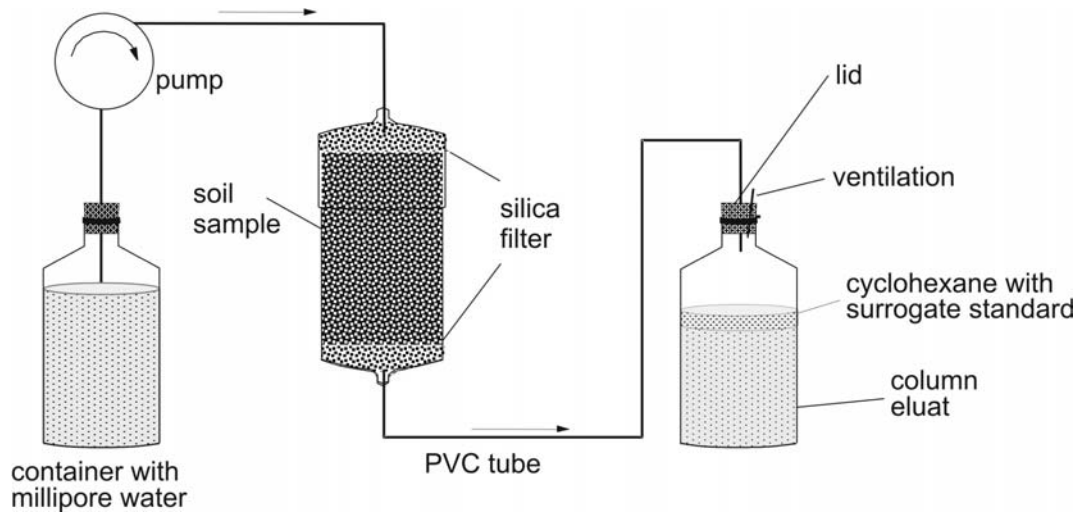 pump
lid
ventilation
soil
sample
silica
filter
cyclohexane with
surrogate standard
column
eluat
PVC tube
container with
millipore water